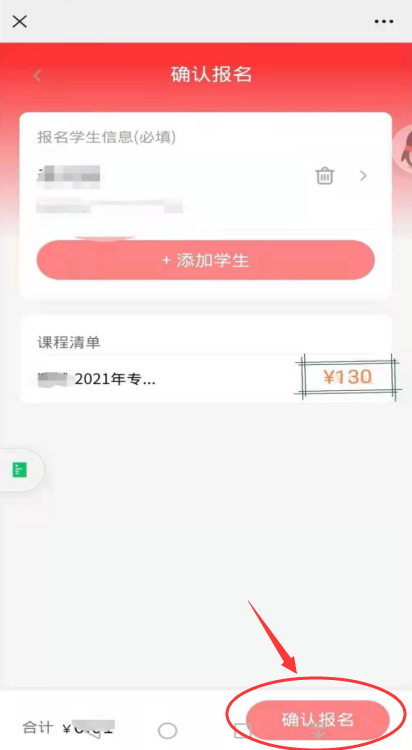 确认报名
报名学生信息(必填)
+ 添加学生
课程清单
2021年专...
¥130
合计 ¥
确认报名